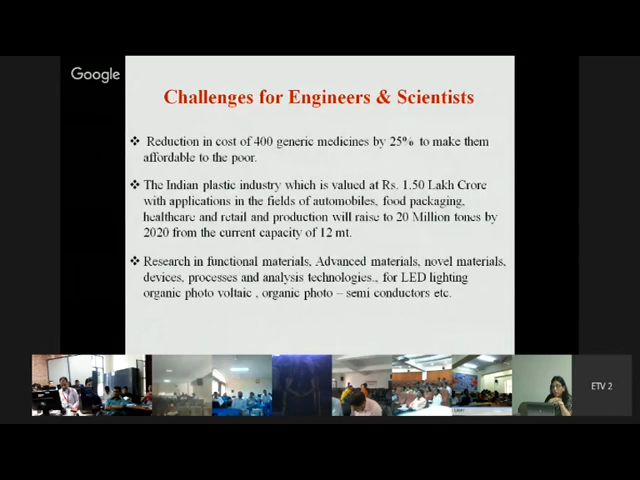 Google
Challenges for Engineers & Scientists
❖ Reduction in cost of 400 generic medicines by 25% to make them
affordable to the poor.
❖ The Indian plastic industry which is valued at Rs. 1.50 Lakh Crore
with applications in the fields of automobiles, food packaging,
healthcare and retail and production will raise to 20 Million tones by
2020 from the current capacity of 12 mt.
❖ Research in functional materials, Advanced materials, novel materials,
devices, processes and analysis technologies., for LED lighting
organic photo voltaic , organic photo – semi conductors etc.
ETV 2